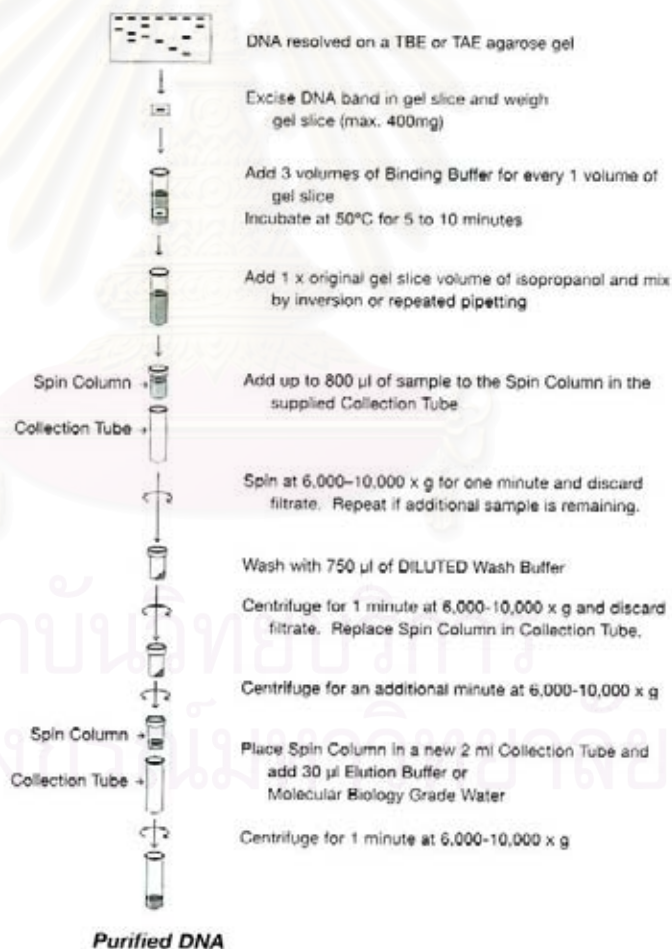 DNA resolved on a TBE or TAE agarose gel
Excise DNA band in gel slice and weigh
gel slice (max. 400mg)
Add 3 volumes of Binding Buffer for every 1 volume of
gel slice
Incubate at 50°C for 5 to 10 minutes
Add 1 x original gel slice volume of isopropanol and mix
by inversion or repeated pipetting
Spin Column
Add up to 800 µl of sample to the Spin Column in the
supplied Collection Tube
Collection Tube
Spin at 6,000–10,000 x g for one minute and discard
filtrate. Repeat if additional sample is remaining.
Wash with 750 µl of DILUTED Wash Buffer
Centrifuge for 1 minute at 6,000-10,000 x g and discard
filtrate. Replace Spin Column in Collection Tube.
Centrifuge for an additional minute at 6,000-10,000 x g
Spin Column
Place Spin Column in a new 2 ml Collection Tube and
add 30 µl Elution Buffer or
Molecular Biology Grade Water
Collection Tube
Centrifuge for 1 minute at 6,000-10,000 x g
Purified DNA